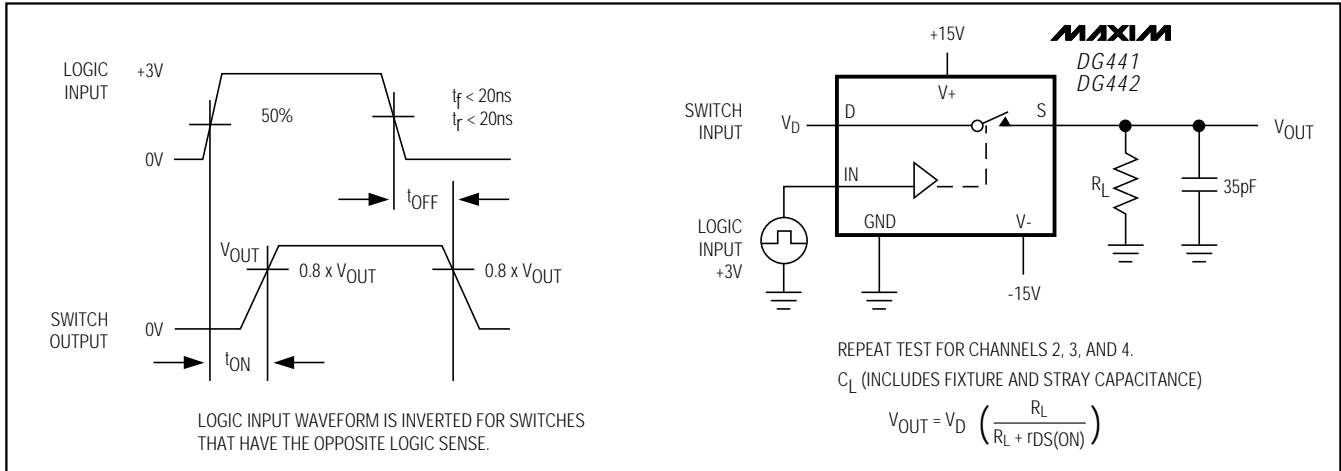 LOGIC INPUT
+3V
0V
50%
tf < 20ns
tr < 20ns
tOFF
VOUT
0.8 x VOUT
0.8 x VOUT
SWITCH OUTPUT
0V
tON
LOGIC INPUT WAVEFORM IS INVERTED FOR SWITCHES
THAT HAVE THE OPPOSITE LOGIC SENSE.
+15V
MAXIM
DG441
DG442
V+
SWITCH INPUT
VD
D
S
VOUT
IN
RL
35pF
GND
V-
LOGIC INPUT
+3V
-15V
REPEAT TEST FOR CHANNELS 2, 3, AND 4.
CL (INCLUDES FIXTURE AND STRAY CAPACITANCE)
VOUT = VD ( RL / RL + rDS(ON) )